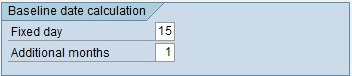 Baseline date calculation
Fixed day 15
Additional months 1